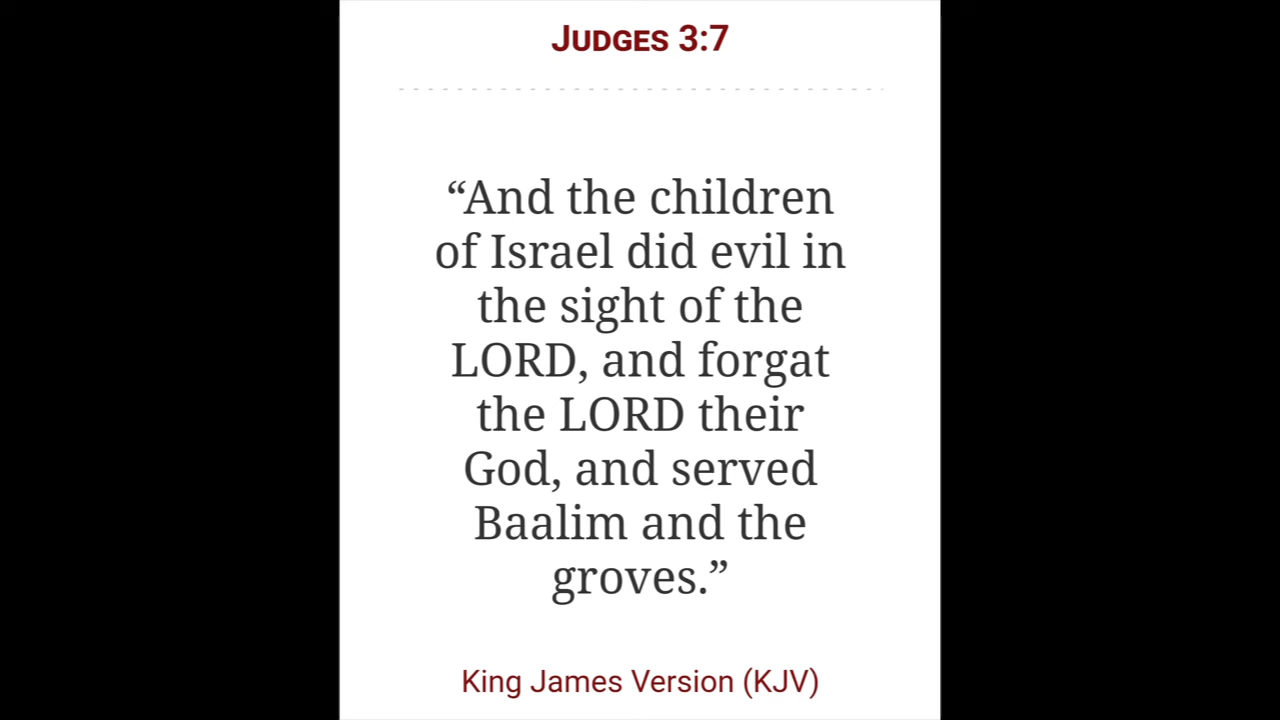 Judges 3:7
“And the children
of Israel did evil in
the sight of the
LORD, and forgat
the LORD their
God, and served
Baalim and the
groves.”
King James Version (KJV)